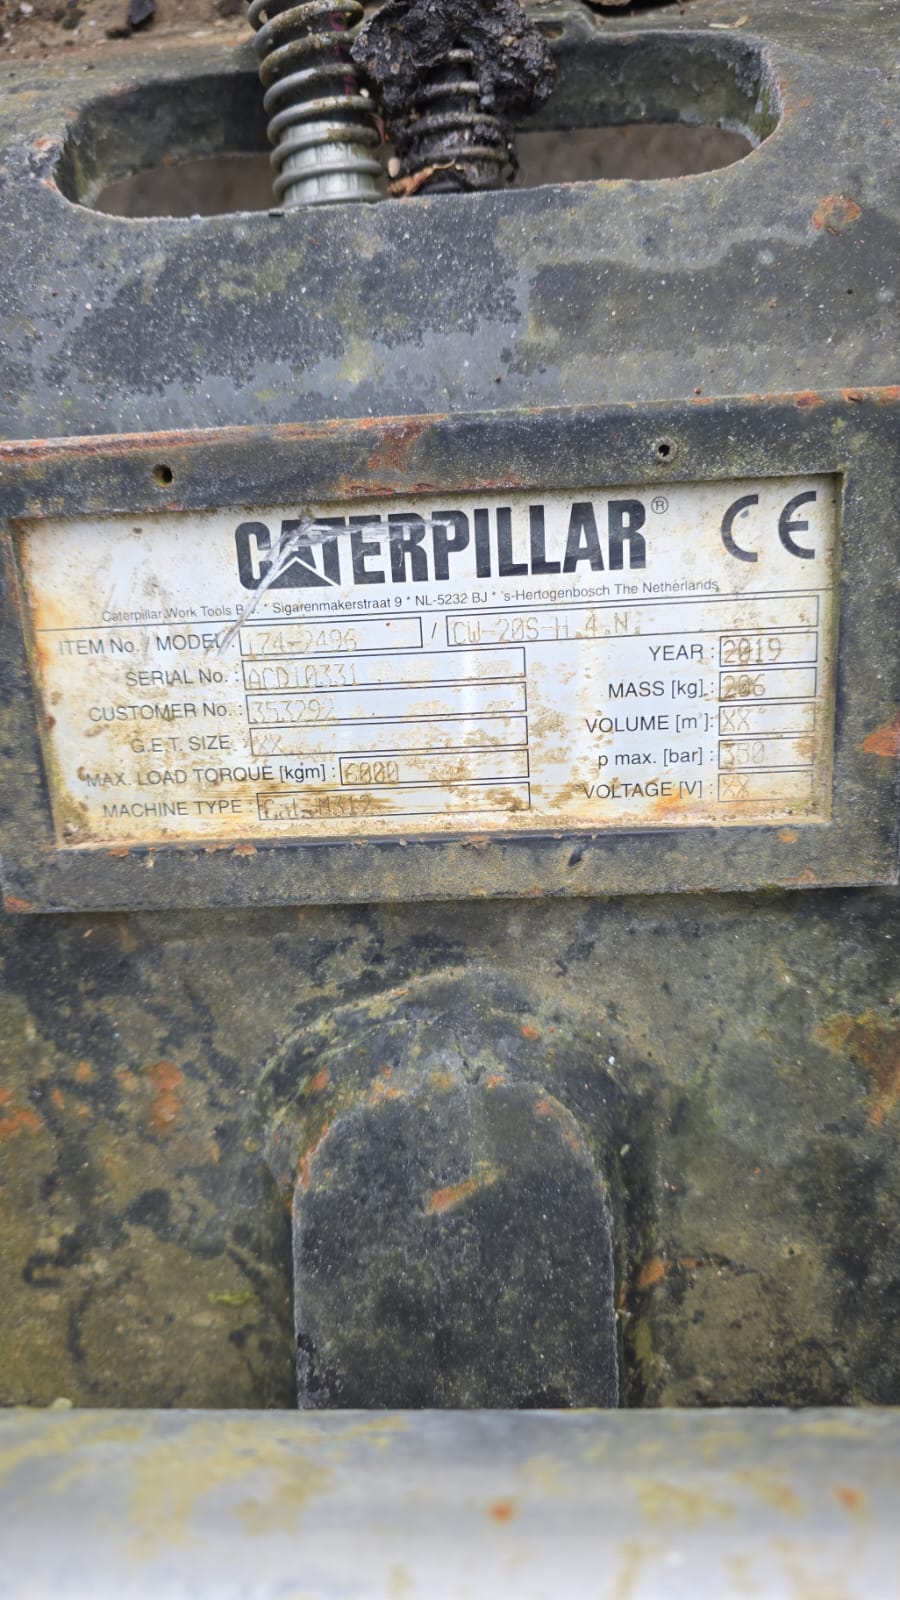 CATERPILLAR® CE
Caterpillar Work Tools B.V. * Sigarenmakerstraat 9 * NL-5232 BJ * 's-Hertogenbosch The Netherlands
ITEM No. / MODEL : 174-2496 / CW-20S-H.4.N.
SERIAL No. : ACD10331 YEAR : 2019
CUSTOMER No. : 353292 MASS [kg] : 206
G.E.T. SIZE : XX VOLUME [m³]: XX
MAX. LOAD TORQUE [kgm] : 6000 p max. [bar] : 350
MACHINE TYPE : Cat. M312 VOLTAGE [V] : XX